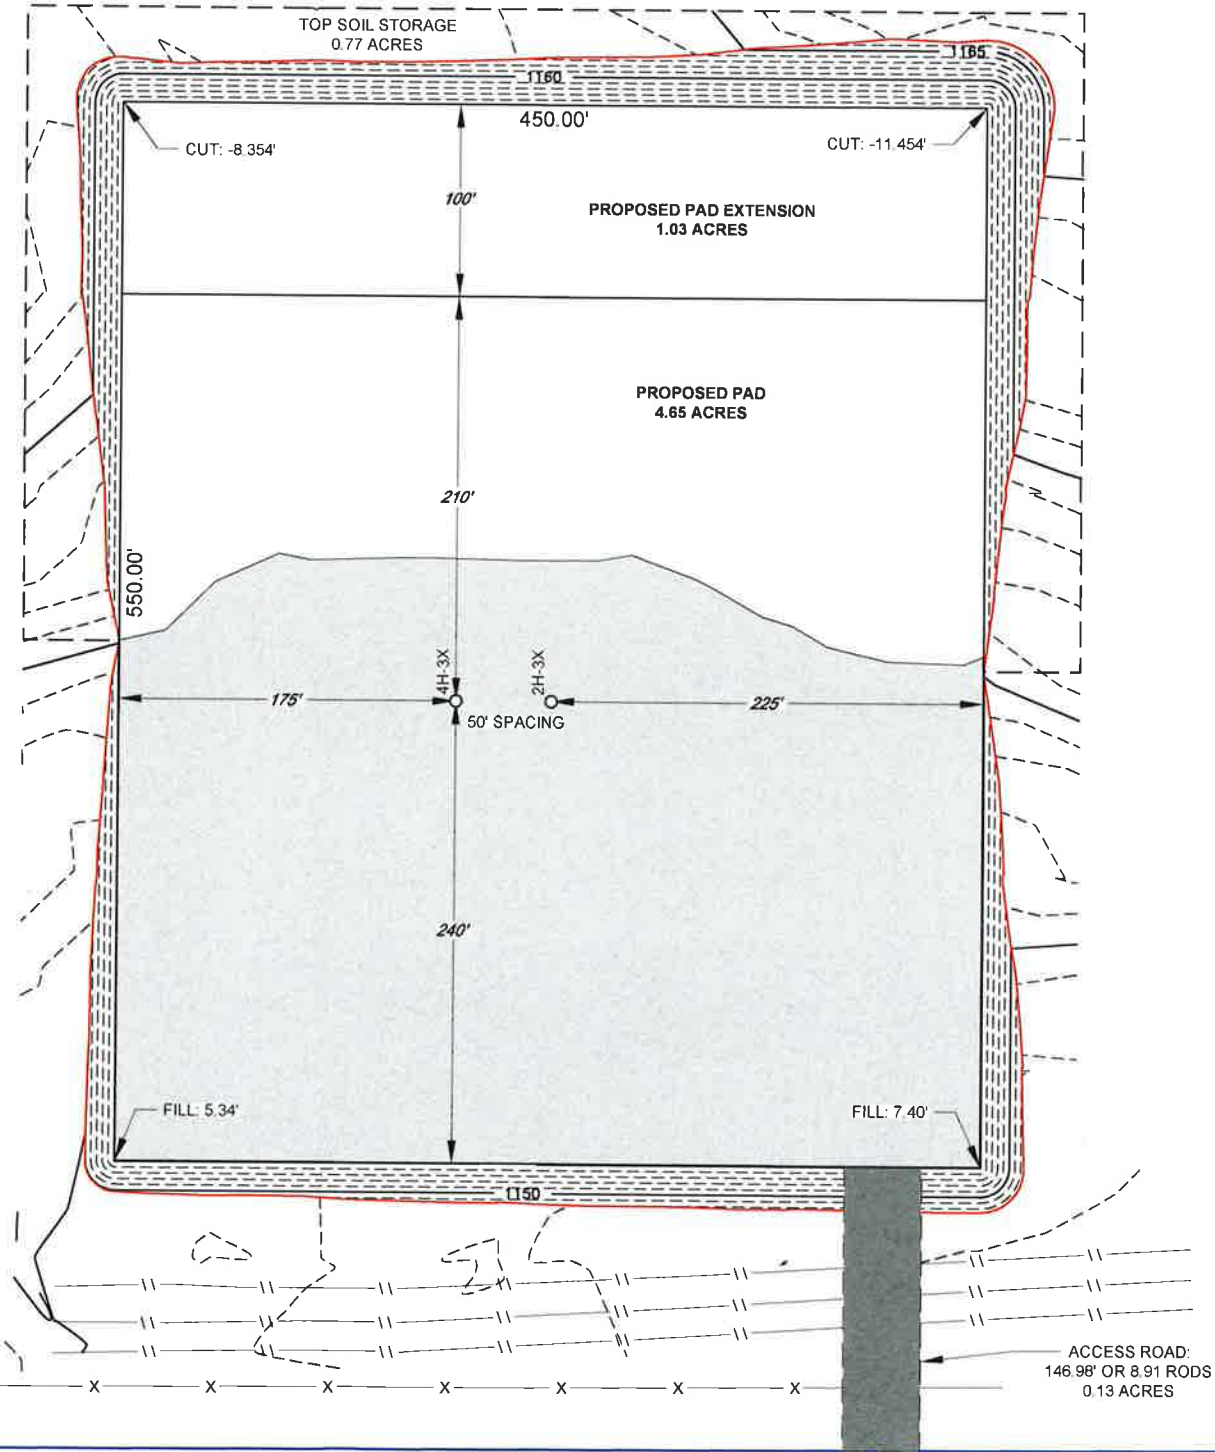 TOP SOIL STORAGE
0.77 ACRES
1165
1160
450.00'
CUT: -8.354'
CUT: -11.454'
100'
PROPOSED PAD EXTENSION
1.03 ACRES
PROPOSED PAD
4.65 ACRES
210'
550.00'
4H-3X
2H-3X
175'
50' SPACING
225'
240'
FILL: 5.34'
FILL: 7.40'
1150
ACCESS ROAD:
146.98' OR 8.91 RODS
0.13 ACRES
X X X X X X X